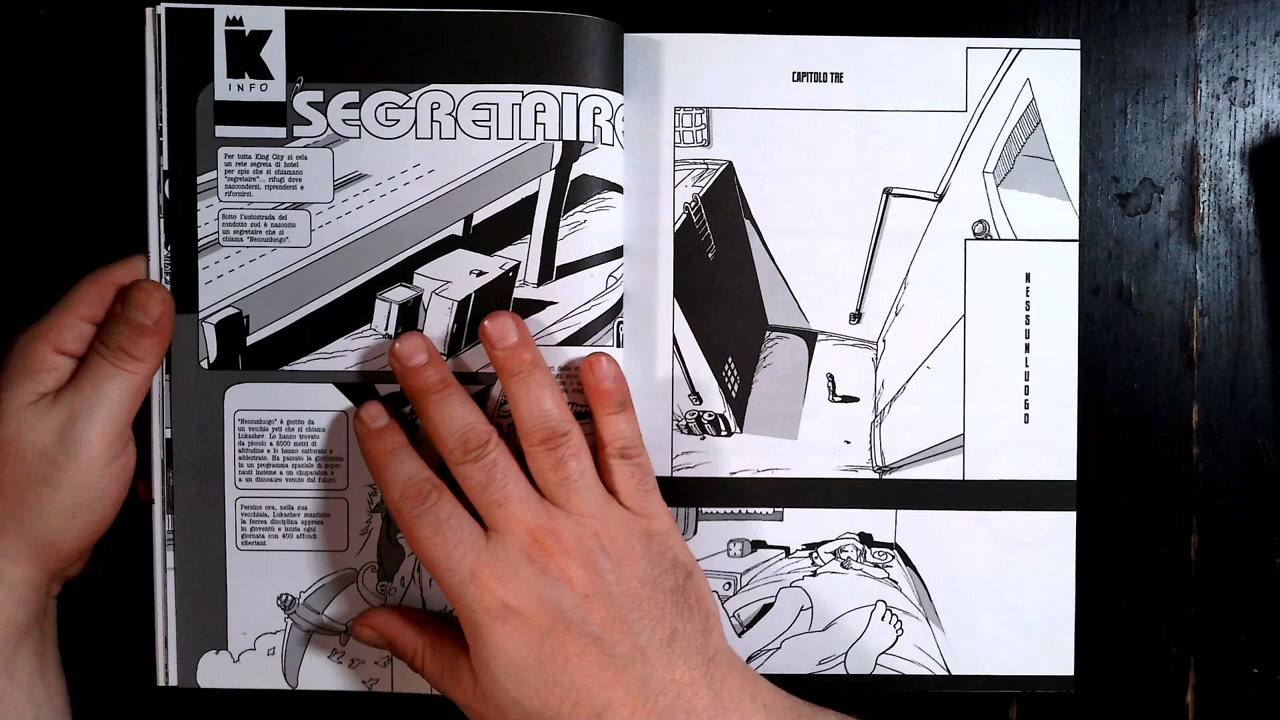 K
INFO
SEGRETAIRE
Per tutta King City si cela
un rete segreta di hotel
per spie che si chiamano
"segretaire"... rifugi dove
nascondersi, riprendersi e
rifornirsi.
Sotto l'autostrada del
condotto sud è nascosto
un segretaire che si
chiama "Nessunluogo".
"Nessunluogo" è gestito da
un vecchio yeti che si chiama
Lukashev. Lo hanno trovato
da piccolo a 8000 metri di
altitudine e lo hanno catturato e
addestrato. Ha passato la giovinezza
in un programma spaziale di super-
nauti insieme a un chupacabra e
a un dinosauro venuto dal futuro.
Persino ora, nella sua
vecchiaia, Lukashev mantiene
la ferrea disciplina appresa
in gioventù e inizia ogni
giornata con 400 affondi
siberiani.
CAPITOLO TRE
NESSUNLUOGO